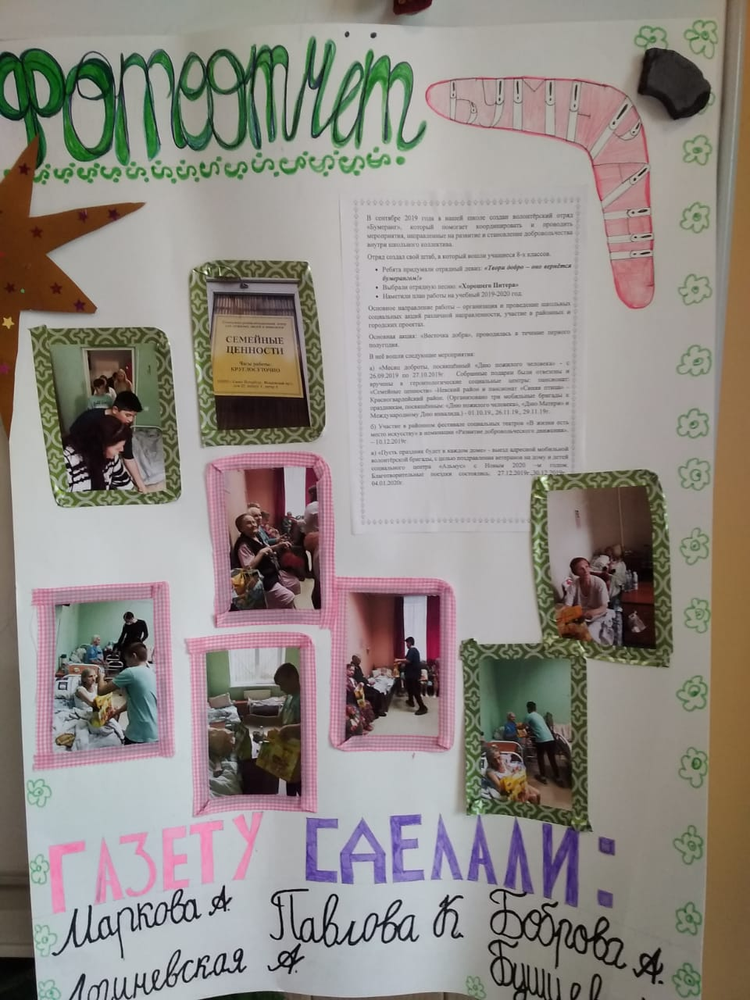 Фотоотчёт
БУМЕРАНГ
В сентябре 2019 года в нашей школе создан волонтёрский отряд
«Бумеранг», который помогает координировать и проводить
мероприятия, направленные на развитие и становление добровольчества
внутри школьного коллектива.
Отряд создал свой штаб, в который вошли учащиеся 8-х классов.
• Ребята придумали отрядный девиз: «Твори добро – оно вернётся
бумерангом!»
• Выбрали отрядную песню: «Хорошего Питера»
• Наметили план работы на учебный 2019-2020 год.
Основное направление работы – организация и проведение школьных
социальных акций различной направленности, участие в районных и
городских проектах.
Основная акция: «Весточка добра», проводилась в течение первого
полугодия.
В неё вошли следующие мероприятия:
а) «Месяц доброты, посвящённый «Дню пожилого человека» - с
26.09.2019 по 27.10.2019г. Собранные подарки были отвезены и
вручены в геронтологические социальные центры: пансионат:
«Семейные ценности» -Невский район и пансионат «Синяя птица»-
Красногвардейский район. (Организовано три мобильные бригады к
праздникам, посвящённым: «Дню пожилого человека», «Дню Матери» и
Международному Дню инвалида.) - 01.10.19., 26.11.19., 29.11.19г.
б) Участие в районном фестивале социальных театров «В жизни есть
место искусству» в номинации «Развитие добровольческого движения».
– 10.12.2019г.
в) «Пусть праздник будет в каждом доме» - выезд адресной мобильной
волонтёрской бригады, с целью поздравления ветеранов на дому и детей
социального центра «Альмус» с Новым 2020 –м годом.
Благотворительные поездки состоялись, 27.12.2019г.,30.12.2019г.,
04.01.2020г.
СЕМЕЙНЫЕ
ЦЕННОСТИ
Часы работы:
КРУГЛОСУТОЧНО
ГАЗЕТУ СДЕЛАЛИ:
Маркова А. Павлова К. Боброва А.
А.